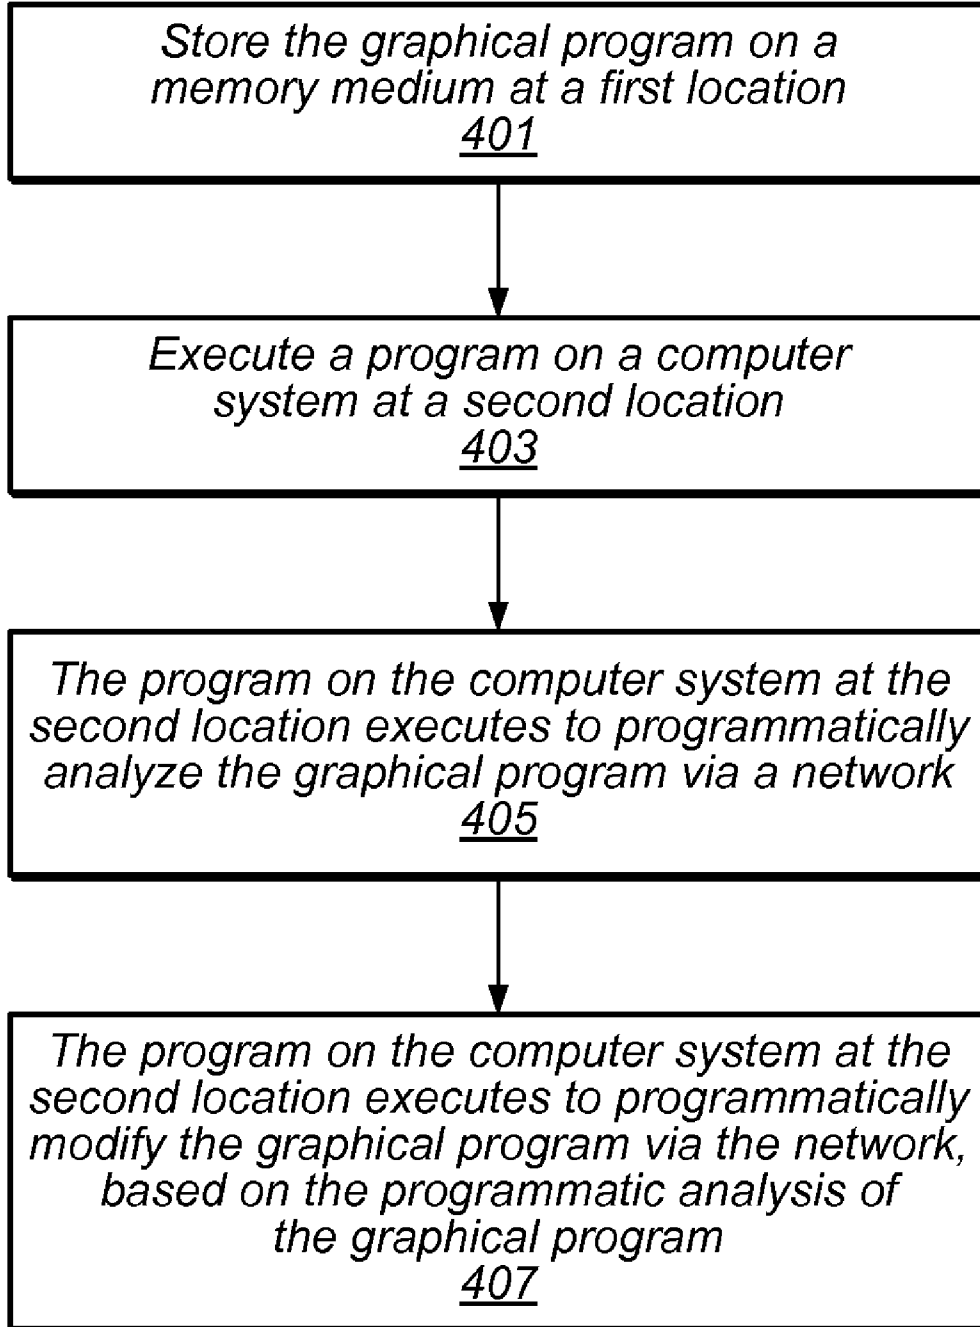 Store the graphical program on a
memory medium at a first location
401
Execute a program on a computer
system at a second location
403
The program on the computer system at the
second location executes to programmatically
analyze the graphical program via a network
405
The program on the computer system at the
second location executes to programmatically
modify the graphical program via the network,
based on the programmatic analysis of
the graphical program
407